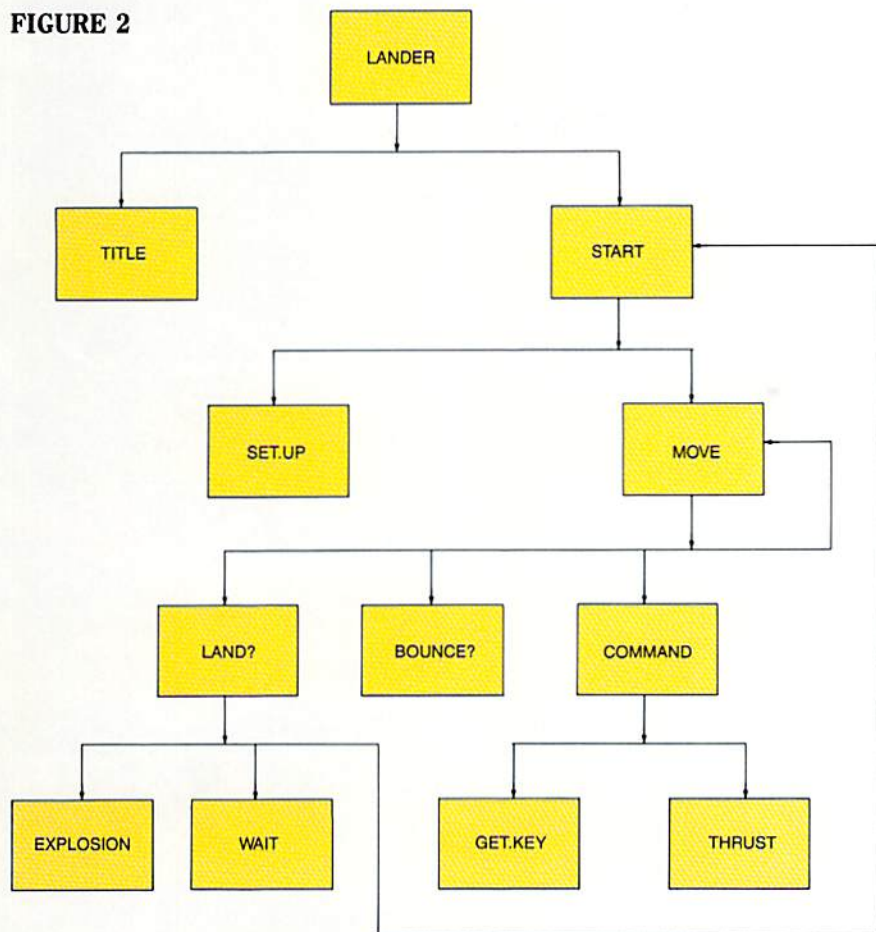 FIGURE 2
LANDER
TITLE
START
SET.UP
MOVE
LAND?
BOUNCE?
COMMAND
EXPLOSION
WAIT
GET.KEY
THRUST